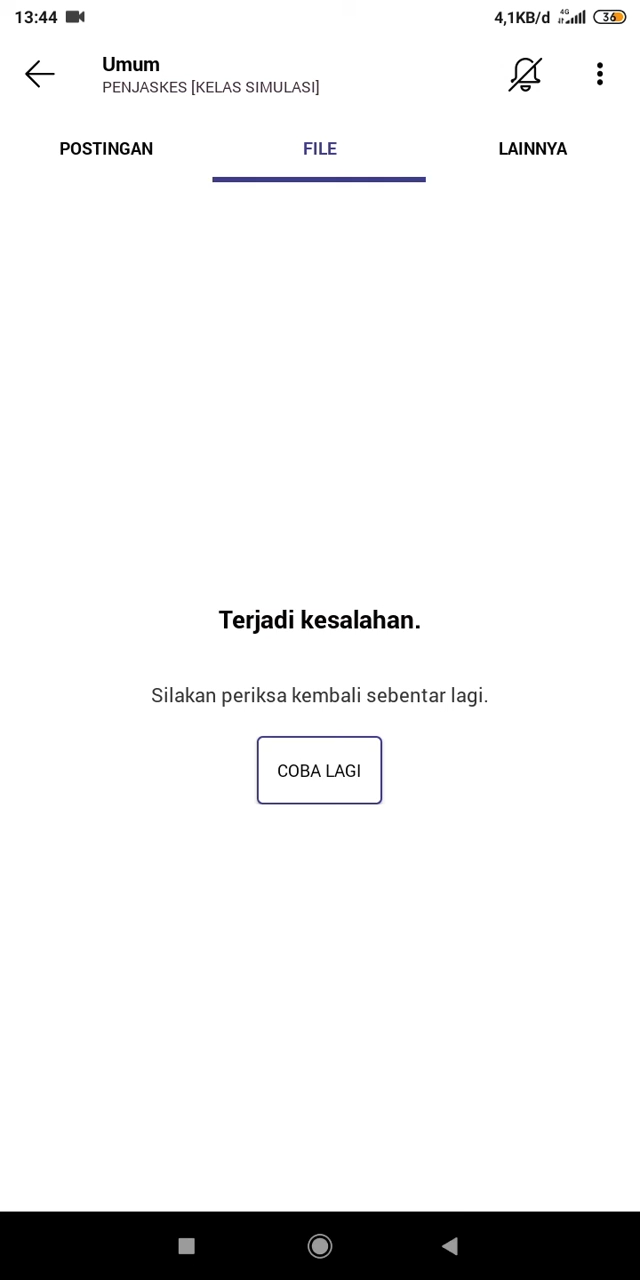 13:44
4,1KB/d 4G 36
Umum
PENJASKES [KELAS SIMULASI]
POSTINGAN FILE LAINNYA
Terjadi kesalahan.
Silakan periksa kembali sebentar lagi.
COBA LAGI